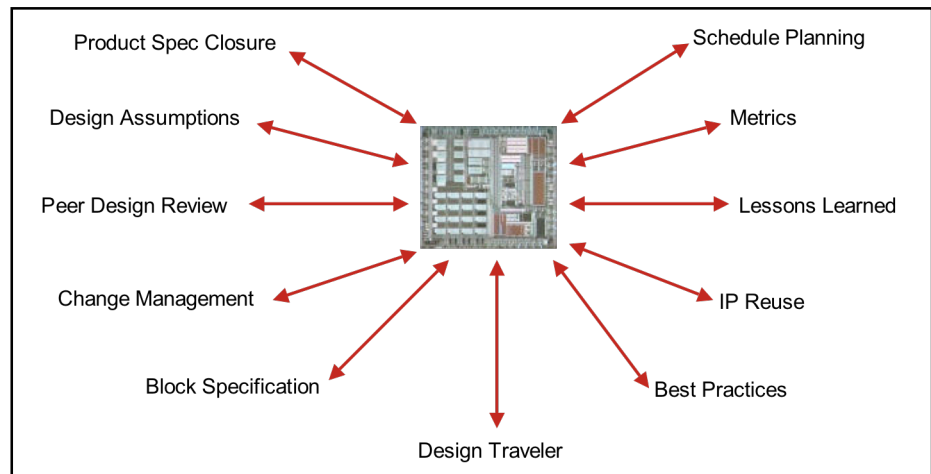 Product Spec Closure
Schedule Planning
Design Assumptions
Metrics
Peer Design Review
Lessons Learned
Change Management
IP Reuse
Block Specification
Best Practices
Design Traveler